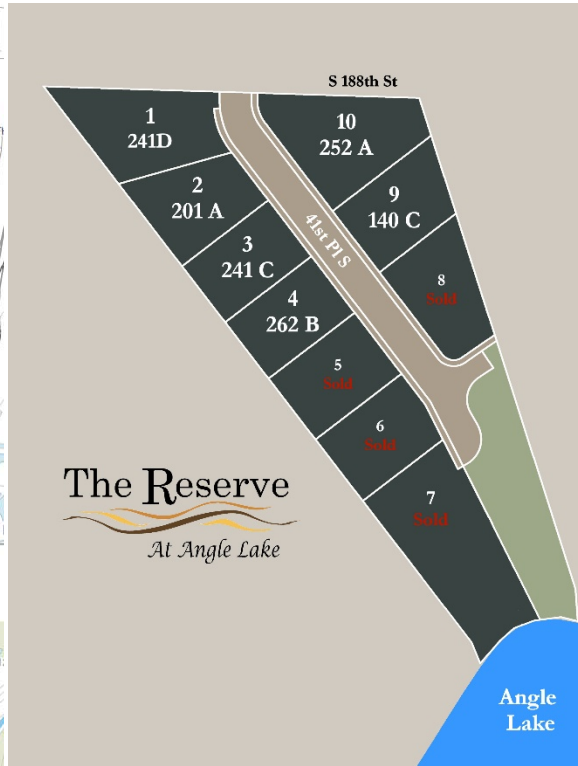 S 188th St
1
241D
10
252 A
2
201 A
9
140 C
3
241 C
41st Pl S
8
Sold
4
262 B
5
Sold
6
Sold
7
Sold
The Reserve
At Angle Lake
Angle
Lake